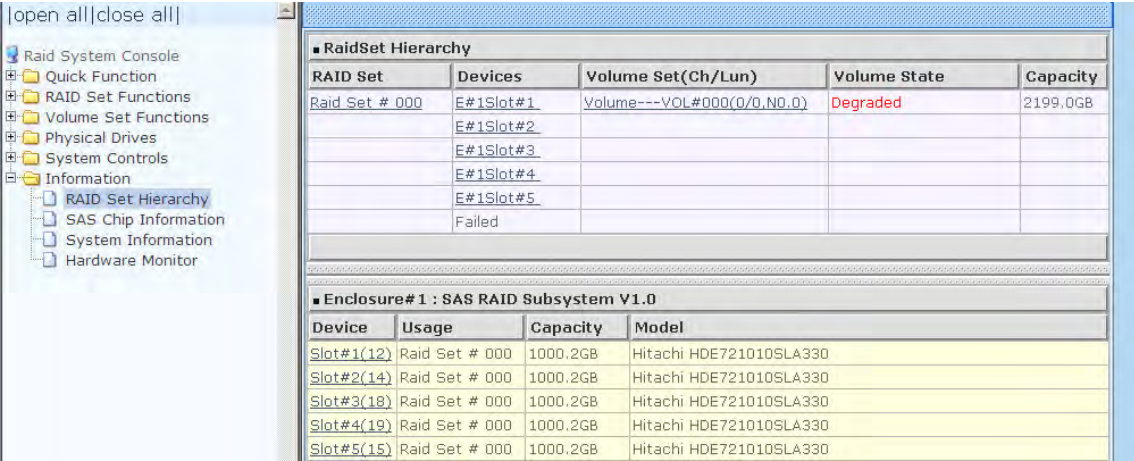 |open all|close all|
Raid System Console
Quick Function
RAID Set Functions
Volume Set Functions
Physical Drives
System Controls
Information
RAID Set Hierarchy
SAS Chip Information
System Information
Hardware Monitor
RaidSet Hierarchy
RAID Set Devices Volume Set(Ch/Lun) Volume State Capacity
Raid Set # 000 E#1Slot#1 Volume---VOL#000(0/0,N0.0) Degraded 2199.0GB
E#1Slot#2
E#1Slot#3
E#1Slot#4
E#1Slot#5
Failed
Enclosure#1 : SAS RAID Subsystem V1.0
Device Usage Capacity Model
Slot#1(12) Raid Set # 000 1000.2GB Hitachi HDE721010SLA330
Slot#2(14) Raid Set # 000 1000.2GB Hitachi HDE721010SLA330
Slot#3(18) Raid Set # 000 1000.2GB Hitachi HDE721010SLA330
Slot#4(19) Raid Set # 000 1000.2GB Hitachi HDE721010SLA330
Slot#5(15) Raid Set # 000 1000.2GB Hitachi HDE721010SLA330